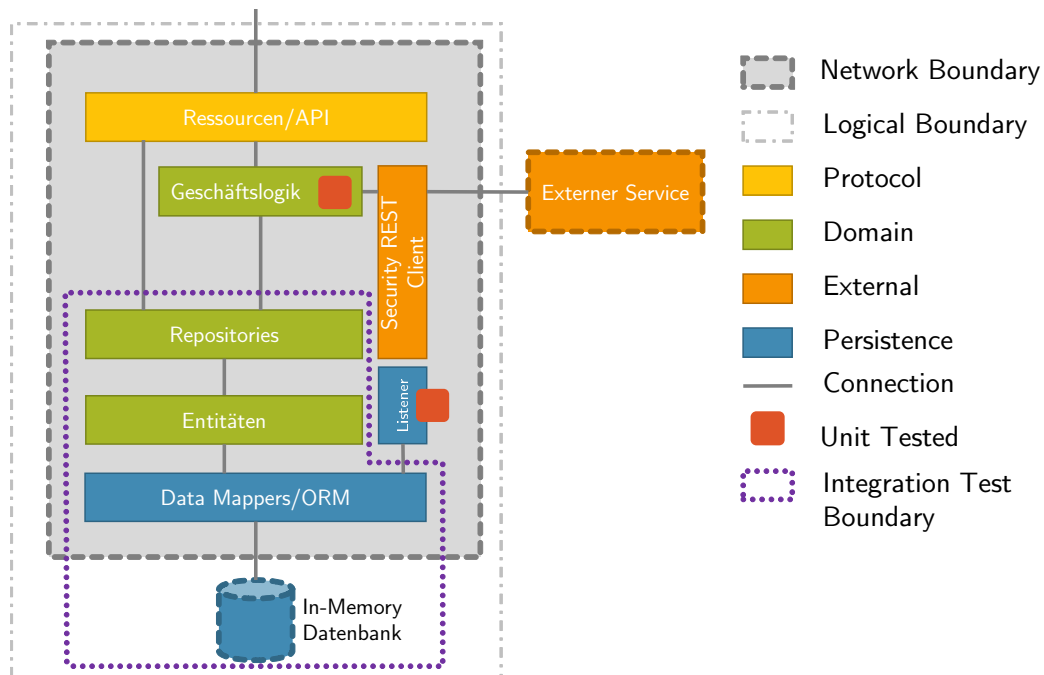 Ressourcen/API
Geschäftslogik
Security REST
Client
Externer Service
Repositories
Listener
Entitäten
Data Mappers/ORM
In-Memory
Datenbank
Network Boundary
Logical Boundary
Protocol
Domain
External
Persistence
Connection
Unit Tested
Integration Test
Boundary